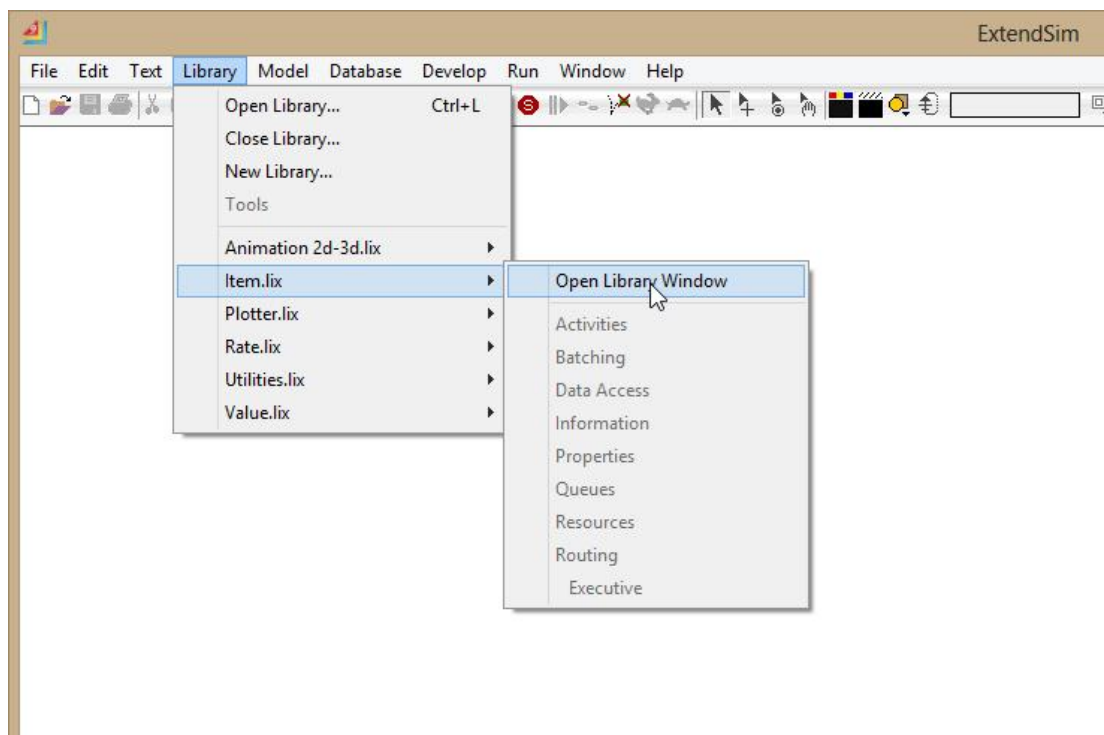 ExtendSim
File Edit Text Library Model Database Develop Run Window Help
Open Library... Ctrl+L
Close Library...
New Library...
Tools
Animation 2d-3d.lix
Item.lix
Plotter.lix
Rate.lix
Utilities.lix
Value.lix
Open Library Window
Activities
Batching
Data Access
Information
Properties
Queues
Resources
Routing
Executive